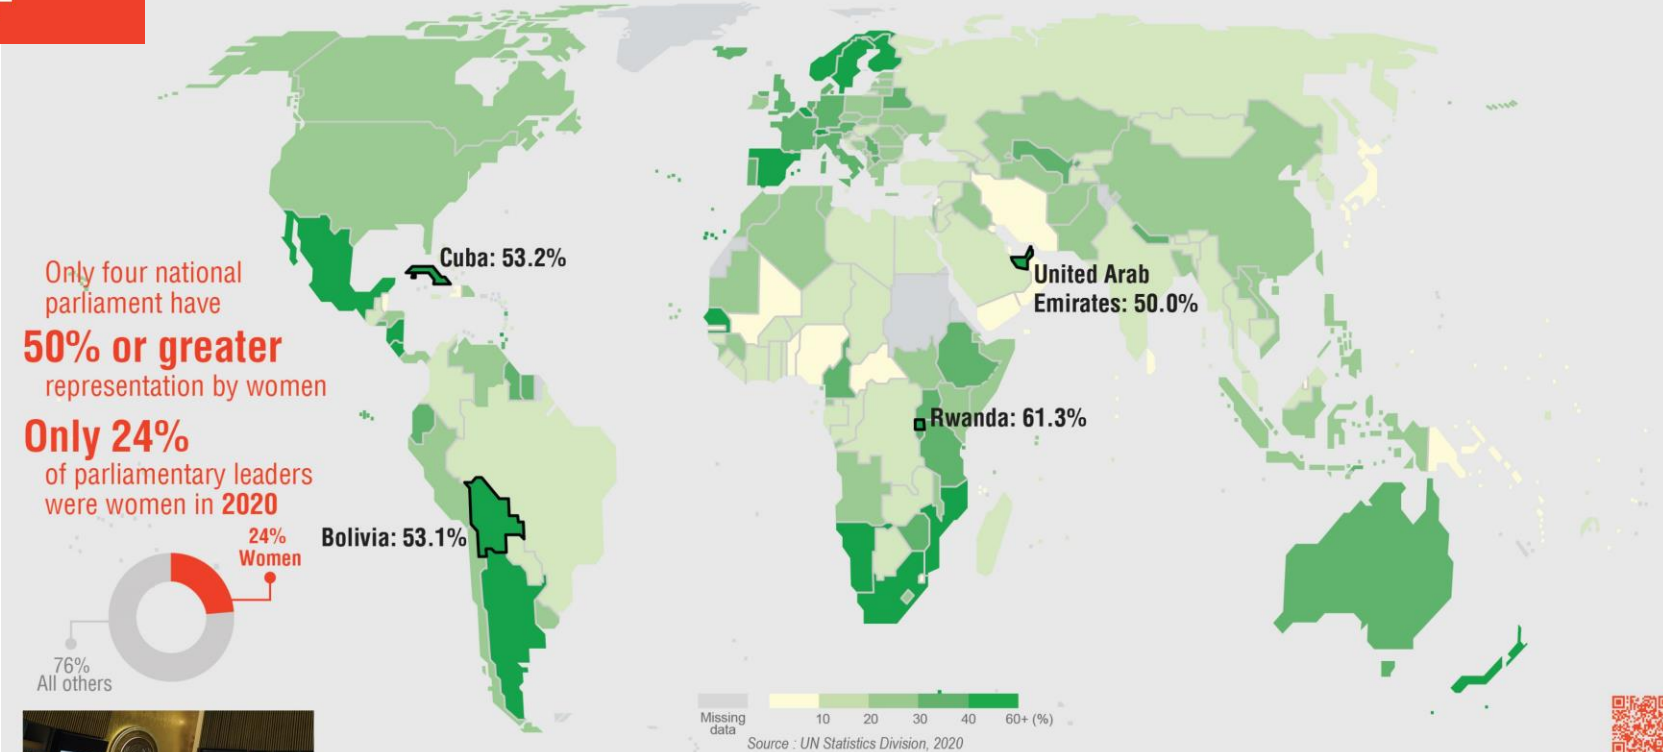 Only four national
parliament have
50% or greater
representation by women
Only 24%
of parliamentary leaders
were women in 2020
24%
Women
76%
All others
Cuba: 53.2%
United Arab
Emirates: 50.0%
Rwanda: 61.3%
Bolivia: 53.1%
Missing
data
10 20 30 40 60+ (%)
Source : UN Statistics Division, 2020